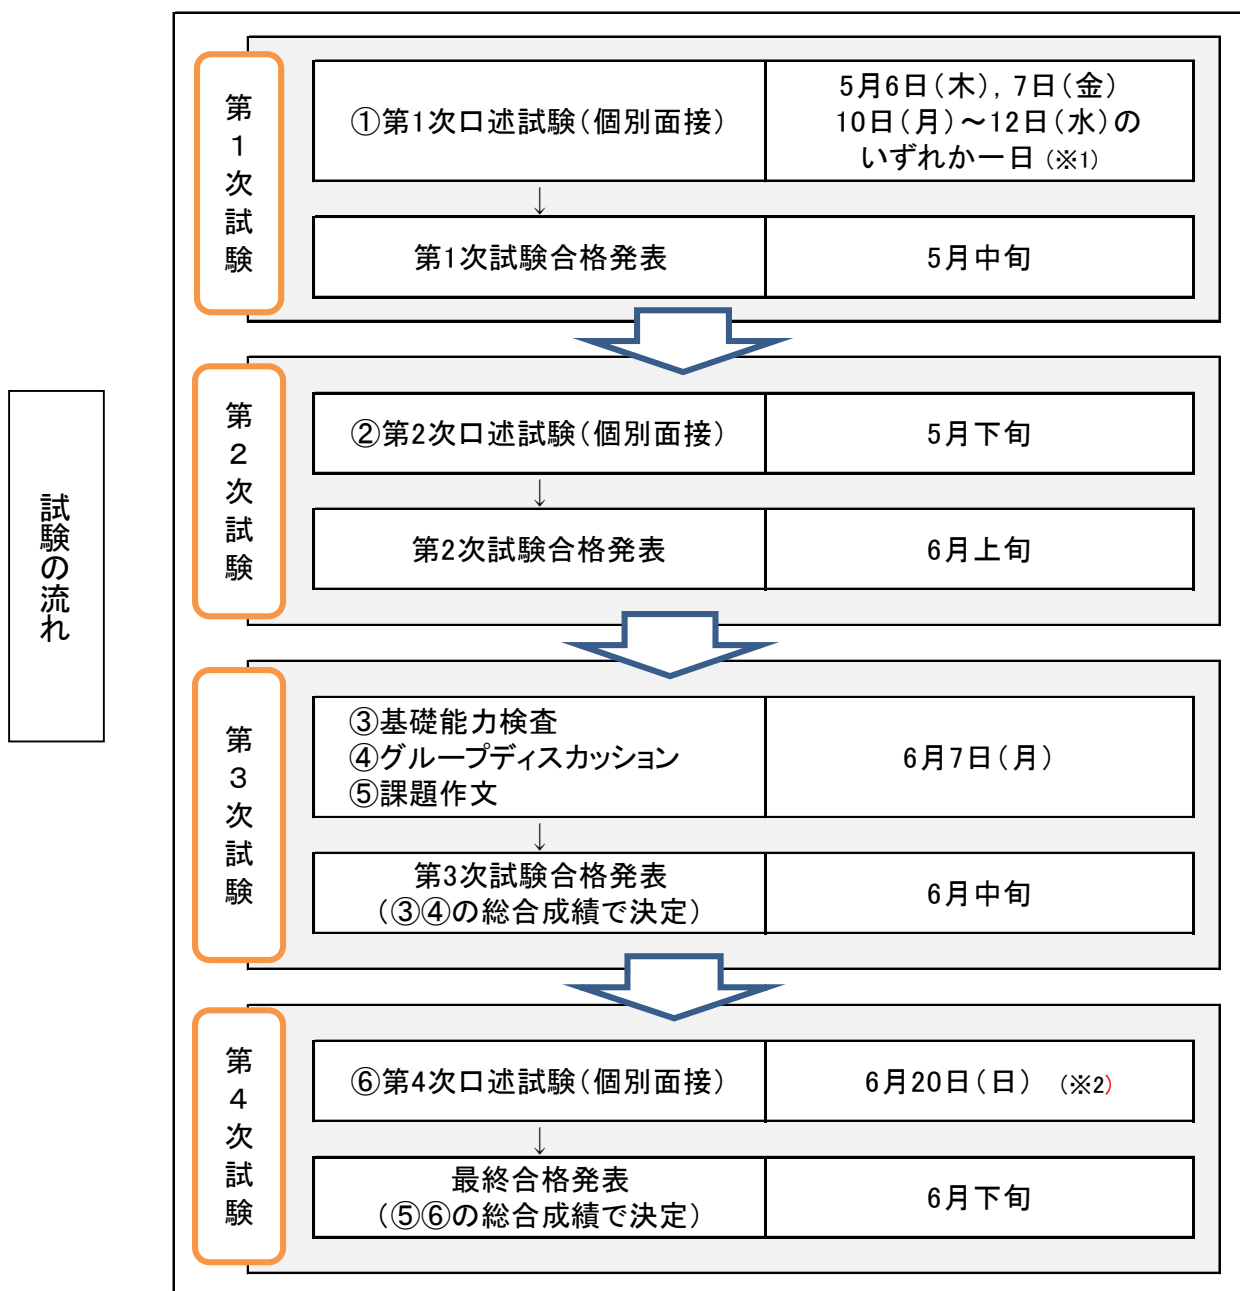 試験の流れ
第1次試験
①第1次口述試験(個別面接)
5月6日(木),7日(金)
10日(月)～12日(水)の
いずれか一日(※1)
↓
第1次試験合格発表
5月中旬
第2次試験
②第2次口述試験(個別面接)
5月下旬
↓
第2次試験合格発表
6月上旬
第3次試験
③基礎能力検査
④グループディスカッション
⑤課題作文
6月7日(月)
↓
第3次試験合格発表
(③④の総合成績で決定)
6月中旬
第4次試験
⑥第4次口述試験(個別面接)
6月20日(日) (※2)
↓
最終合格発表
(⑤⑥の総合成績で決定)
6月下旬